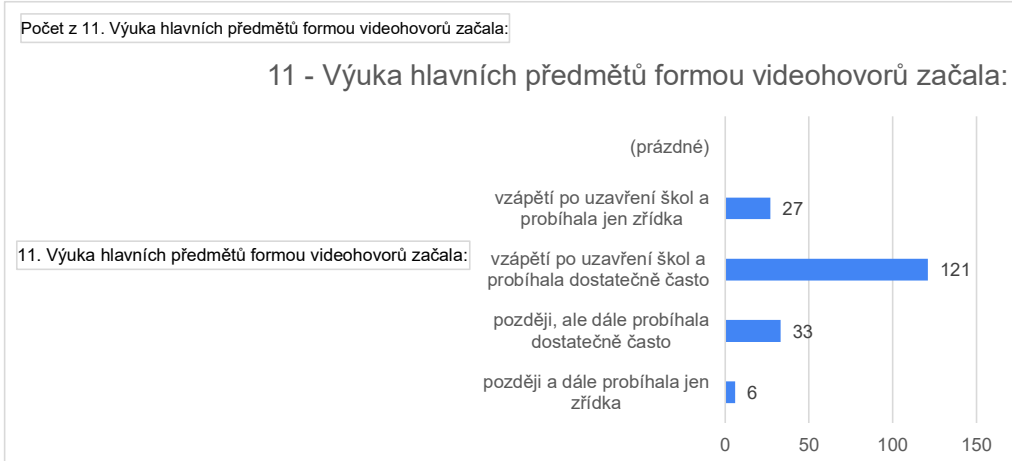 Počet z 11. Výuka hlavních předmětů formou videohovorů začala:
11 - Výuka hlavních předmětů formou videohovorů začala:
(prázdné)
vzápětí po uzavření škol a
probíhala jen zřídka
27
11. Výuka hlavních předmětů formou videohovorů začala:
vzápětí po uzavření škol a
probíhala dostatečně často
121
později, ale dále probíhala
dostatečně často
33
později a dále probíhala jen
zřídka
6
0 50 100 150